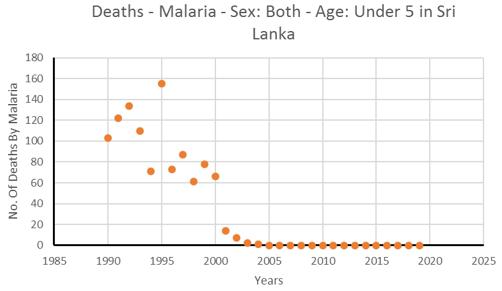 Deaths - Malaria - Sex: Both - Age: Under 5 in Sri
Lanka
No. Of Deaths By Malaria
180
160
140
120
100
80
60
40
20
0
1985 1990 1995 2000 2005 2010 2015 2020 2025
Years